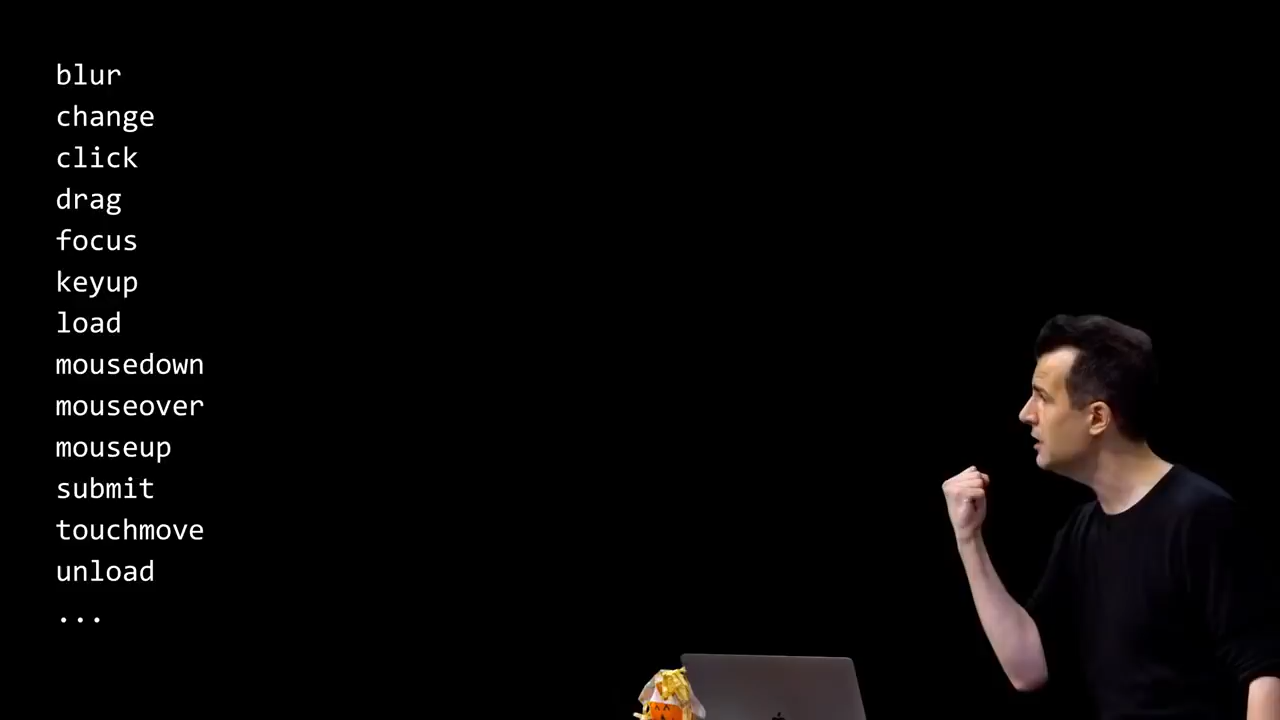 blur
change
click
drag
focus
keyup
load
mousedown
mouseover
mouseup
submit
touchmove
unload
...